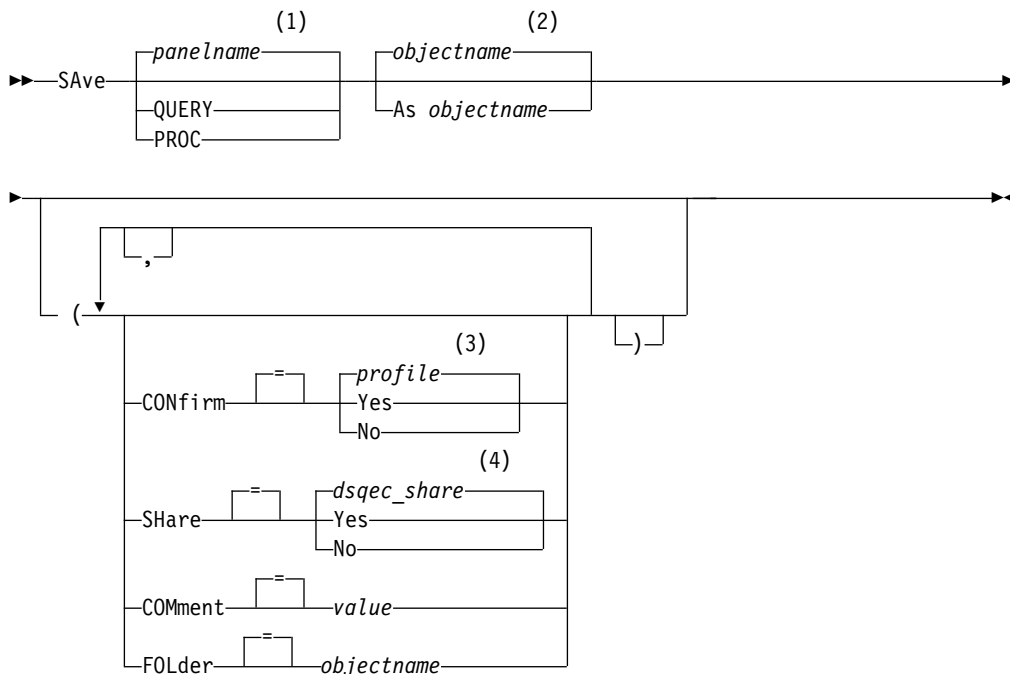 (1) (2)
panelname objectname
SAve
QUERY As objectname
PROC
,
( )
(3)
= profile
CONfirm Yes
No
(4)
= dsqec_share
SHare Yes
No
=
COMment value
=
FOLder objectname